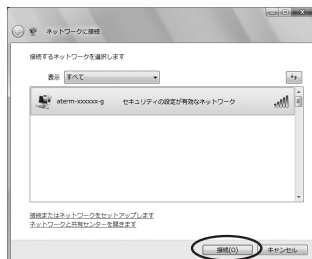 ネットワークに接続
接続するネットワークを選択します
表示 すべて
aterm-xxxxxx-g セキュリティの設定が有効なネットワーク
接続またはネットワークをセットアップします
ネットワークと共有センターを開きます
接続(O) キャンセル